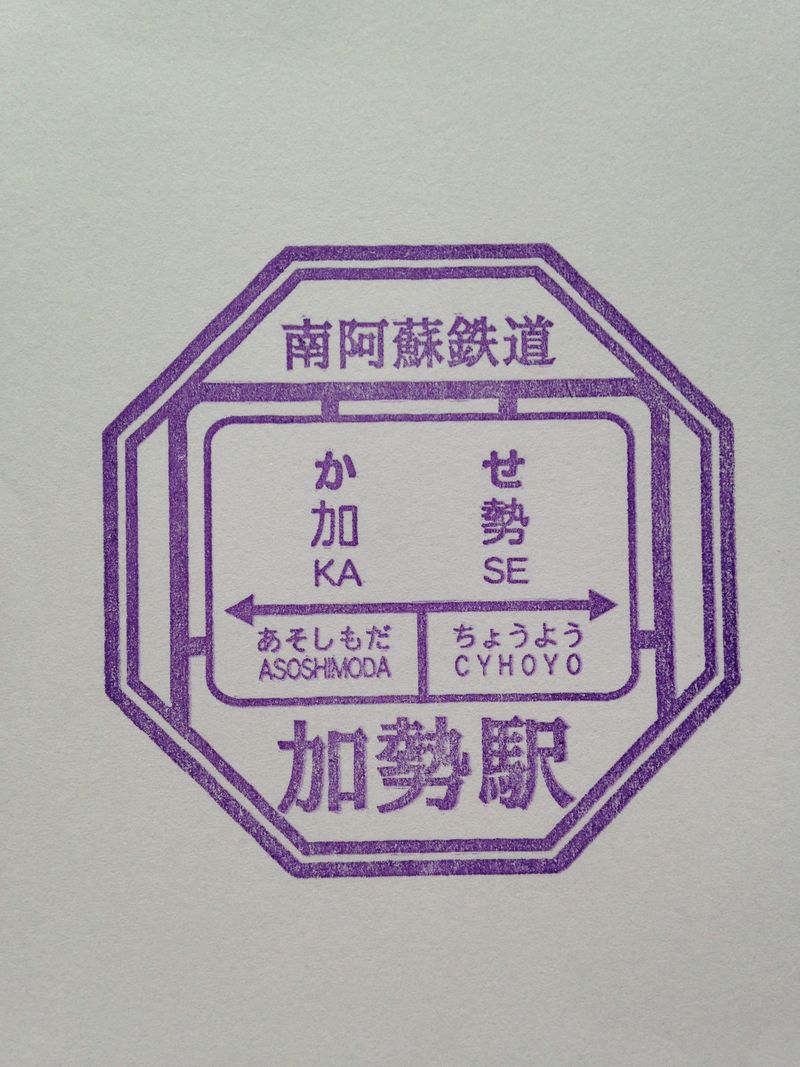 南阿蘇鉄道
か せ
加 勢
KA SE
あそしもだ ちょうよう
ASOSHIMODA CYHOYO
加勢駅